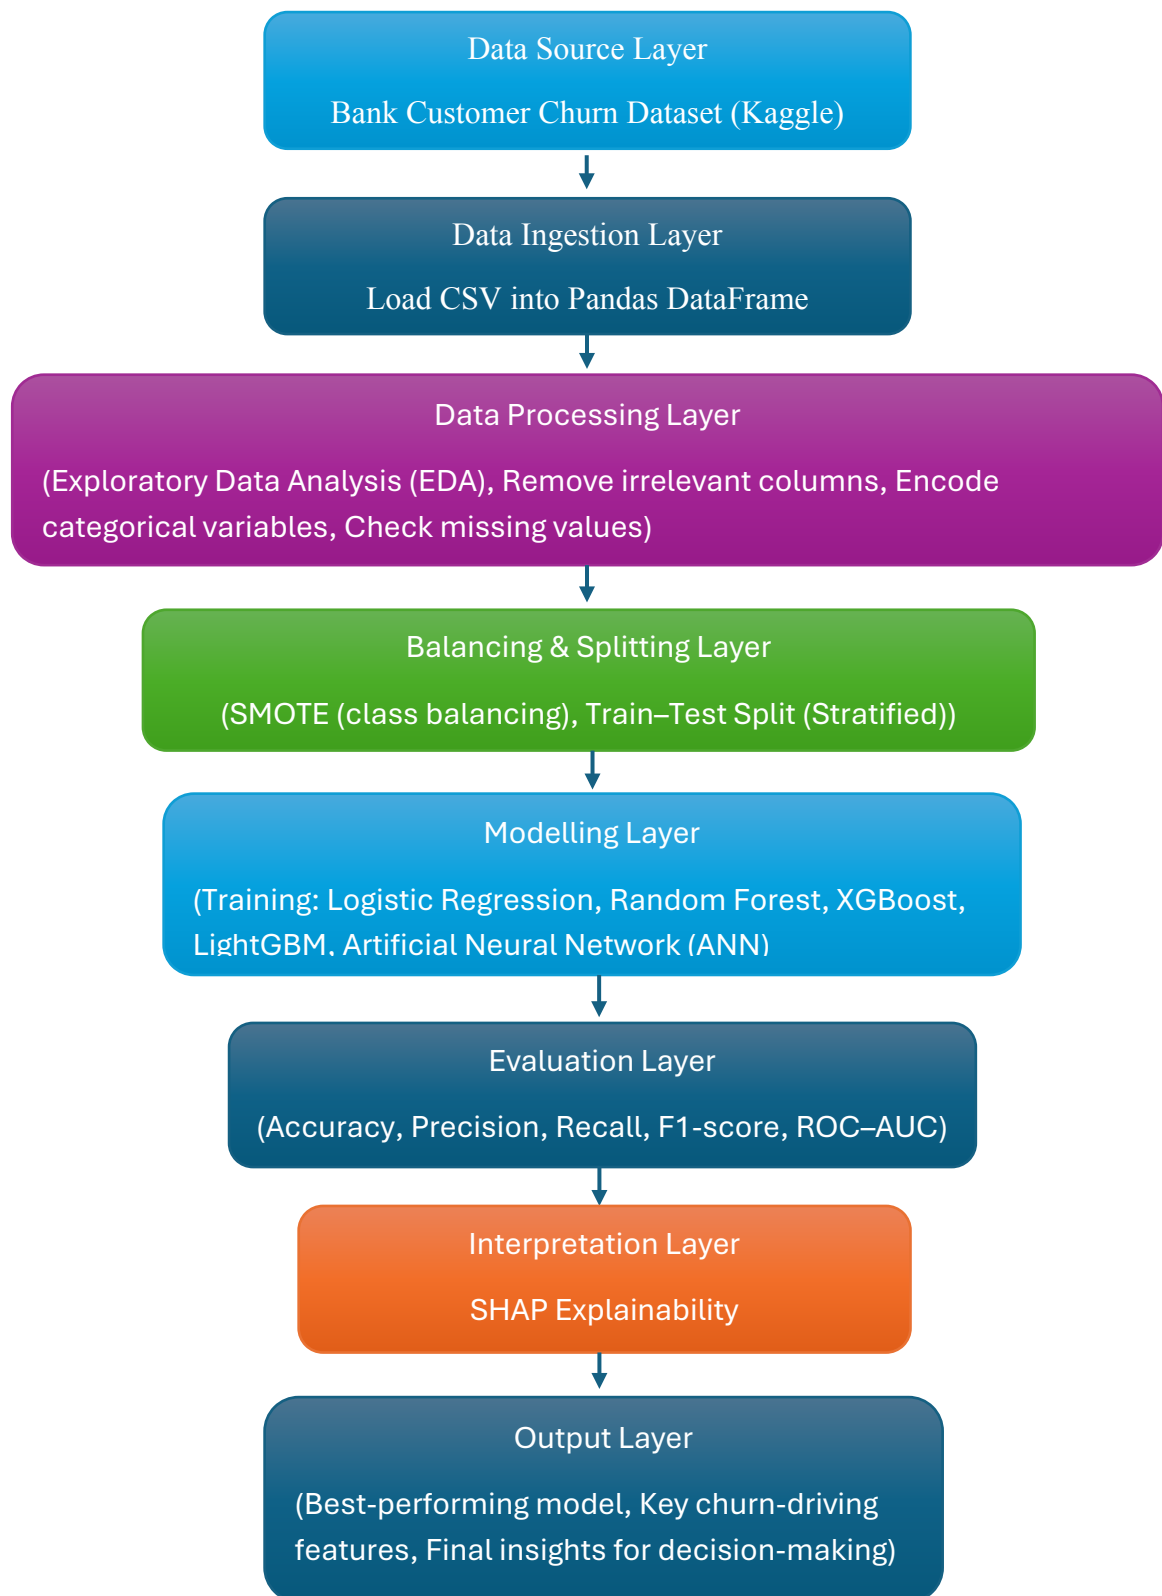 Data Source Layer
Bank Customer Churn Dataset (Kaggle)
Data Ingestion Layer
Load CSV into Pandas DataFrame
Data Processing Layer
(Exploratory Data Analysis (EDA), Remove irrelevant columns, Encode
categorical variables, Check missing values)
Balancing & Splitting Layer
(SMOTE (class balancing), Train–Test Split (Stratified))
Modelling Layer
(Training: Logistic Regression, Random Forest, XGBoost,
LightGBM, Artificial Neural Network (ANN)
Evaluation Layer
(Accuracy, Precision, Recall, F1-score, ROC–AUC)
Interpretation Layer
SHAP Explainability
Output Layer
(Best-performing model, Key churn-driving
features, Final insights for decision-making)